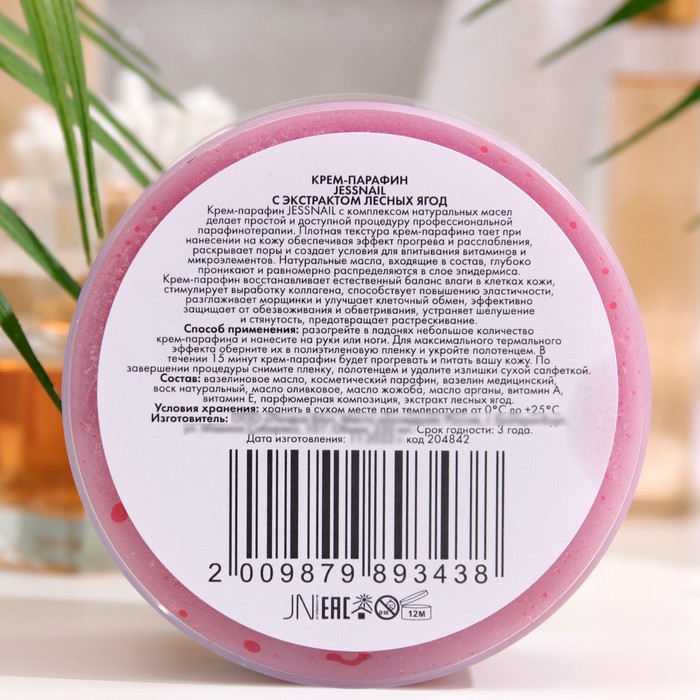 КРЕМ-ПАРАФИН
JESSNAIL
С ЭКСТРАКТОМ ЛЕСНЫХ ЯГОД
Крем-парафин JESSNAIL с комплексом натуральных масел
делает простой и доступной процедуру профессиональной
парафинотерапии. Плотная текстура крем-парафина тает при
нанесении на кожу обеспечивая эффект прогрева и расслабления,
раскрывает поры и создает условия для впитывания витаминов и
микроэлементов. Натуральные масла, входящие в состав, глубоко
проникают и равномерно распределяются в слое эпидермиса.
Крем-парафин восстанавливает естественный баланс влаги в клетках кожи,
стимулирует выработку коллагена, способствует повышению эластичности,
разглаживает морщинки и улучшает клеточный обмен, эффективно
защищает от обезвоживания и обветривания, устраняет шелушение
и стянутость, предотвращает растрескивание.
Способ применения: разогрейте в ладонях небольшое количество
крем-парафина и нанесите на руки или ноги. Для максимального термального
эффекта оберните их в полиэтиленовую пленку и укройте полотенцем. В
течении 15 минут крем-парафин будет прогревать и питать вашу кожу. По
завершении процедуры снимите пленку, полотенцем и удалите излишки сухой салфеткой.
Состав: вазелиновое масло, косметический парафин, вазелин медицинский,
воск натуральный, масло оливковое, масло жожоба, масло арганы, витамин А,
витамин Е, парфюмерная композиция, экстракт лесных ягод.
Условия хранения: хранить в сухом месте при температуре от 0°С до +25°С
Изготовитель:
Срок годности: 3 года.
Дата изготовления: код 204842
2 009879 893438
JN EAC 12M